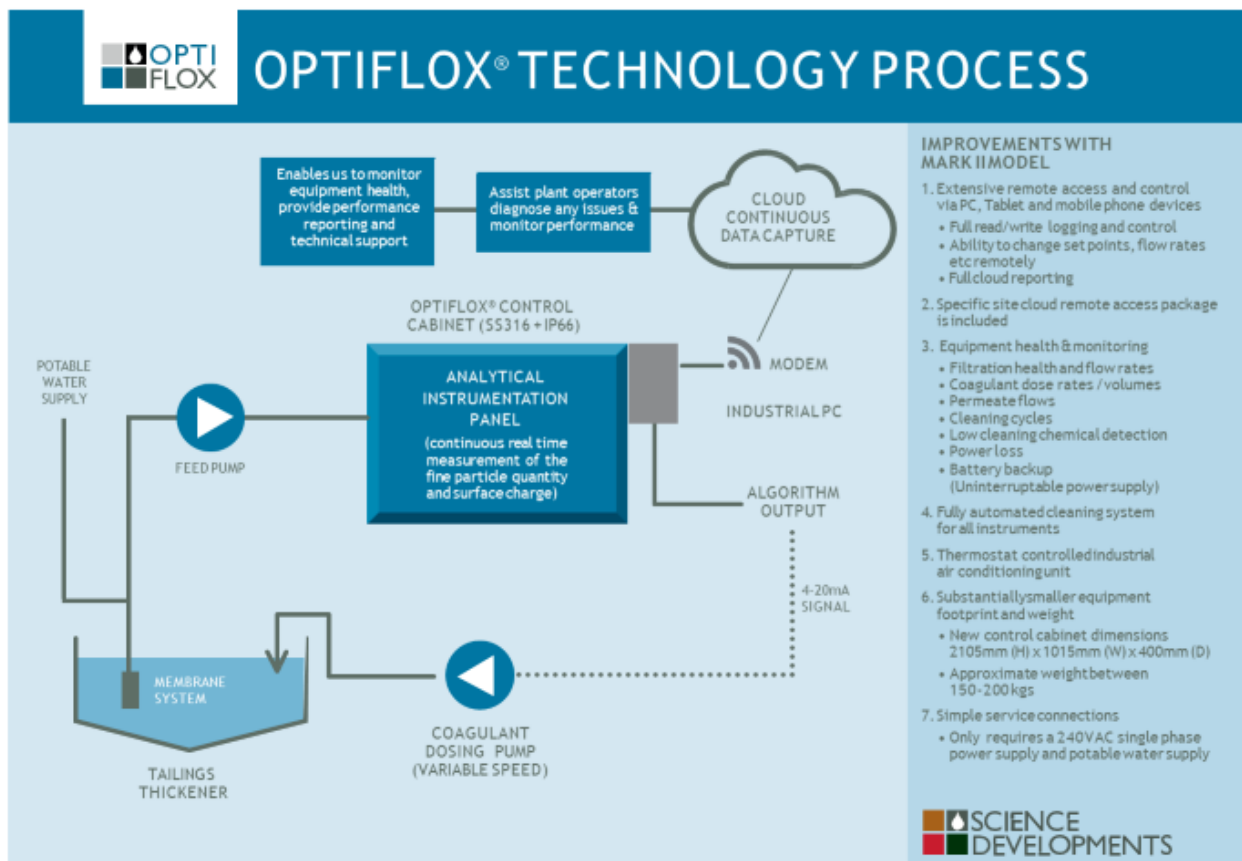 OPTI
FLOX
OPTIFLOX® TECHNOLOGY PROCESS
Enables us to monitor
equipment health,
provide performance
reporting and
technical support
Assist plant operators
diagnose any issues &
monitor performance
CLOUD
CONTINUOUS
DATA CAPTURE
OPTIFLOX® CONTROL
CABINET (SS316 + IP66)
POTABLE
WATER
SUPPLY
FEED PUMP
ANALYTICAL
INSTRUMENTATION
PANEL
(continuous real time
measurement of the
fine particle quantity
and surface charge)
MODEM
INDUSTRIAL PC
ALGORITHM
OUTPUT
4-20mA
SIGNAL
MEMBRANE
SYSTEM
TAILINGS
THICKENER
COAGULANT
DOSING PUMP
(VARIABLE SPEED)
IMPROVEMENTS WITH
MARK II MODEL
1. Extensive remote access and control
via PC, Tablet and mobile phone devices
• Full read/write logging and control
• Ability to change set points, flow rates
etc remotely
• Full cloud reporting
2. Specific site cloud remote access package
is included
3. Equipment health & monitoring
• Filtration health and flow rates
• Coagulant dose rates / volumes
• Permeate flows
• Cleaning cycles
• Low cleaning chemical detection
• Power loss
• Battery backup
(Uninterruptable power supply)
4. Fully automated cleaning system
for all instruments
5. Thermostat controlled industrial
air conditioning unit
6. Substantially smaller equipment
footprint and weight
• New control cabinet dimensions
2105mm (H) x 1015mm (W) x 400mm (D)
• Approximate weight between
150-200 kgs
7. Simple service connections
• Only requires a 240VAC single phase
power supply and potable water supply
SCIENCE
DEVELOPMENTS